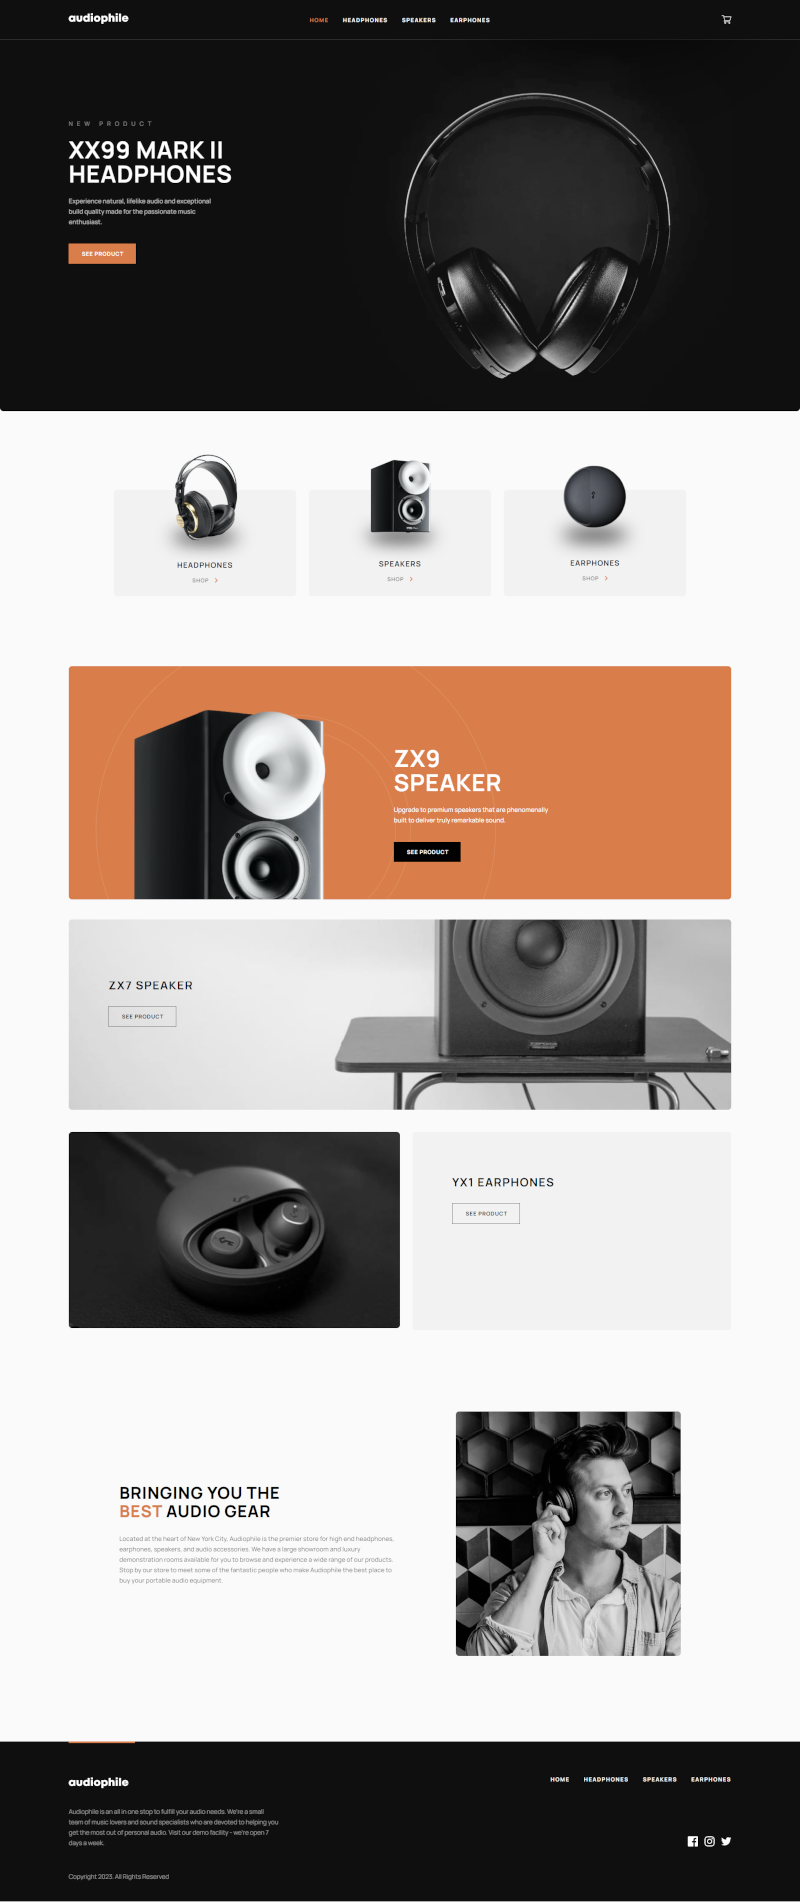 audiophile
HOME HEADPHONES SPEAKERS EARPHONES
NEW PRODUCT
XX99 MARK II
HEADPHONES
Experience natural, lifelike audio and exceptional
build quality made for the passionate music
enthusiast.
SEE PRODUCT
HEADPHONES
SHOP
SPEAKERS
SHOP
EARPHONES
SHOP
ZX9
SPEAKER
Upgrade to premium speakers that are phenomenally
built to deliver truly remarkable sound.
SEE PRODUCT
ZX7 SPEAKER
SEE PRODUCT
YX1 EARPHONES
SEE PRODUCT
BRINGING YOU THE
BEST AUDIO GEAR
Located at the heart of New York City, Audiophile is the premier store for high end headphones,
earphones, speakers, and audio accessories. We have a large showroom and luxury
demonstration rooms available for you to browse and experience a wide range of our products.
Stop by our store to meet some of the fantastic people who make Audiophile the best place to
buy your portable audio equipment.
audiophile
HOME HEADPHONES SPEAKERS EARPHONES
Audiophile is an all in one stop to fulfill your audio needs. We're a small
team of music lovers and sound specialists who are devoted to helping you
get the most out of personal audio. Visit our demo facility - we're open 7
days a week.
Copyright 2023. All Rights Reserved